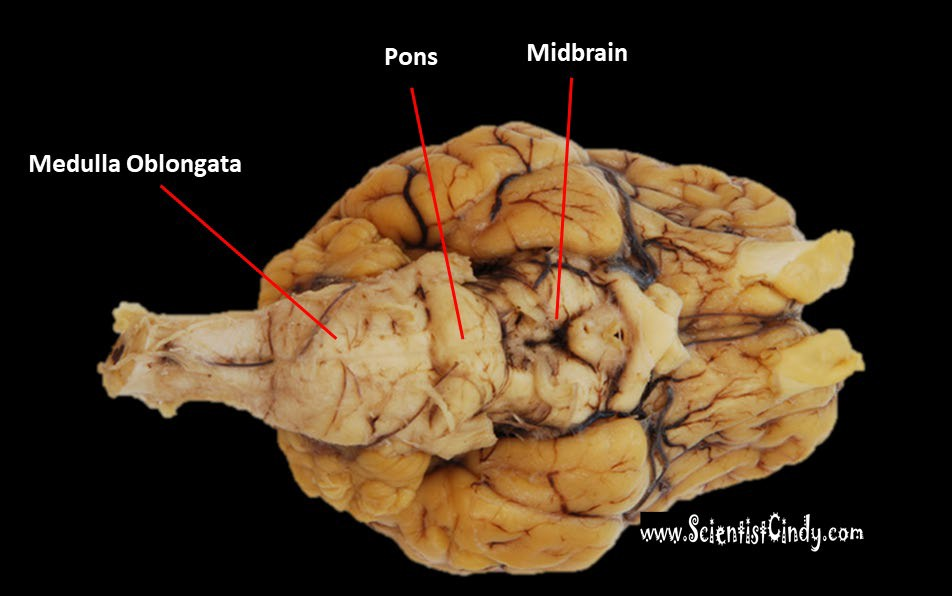 Pons
Midbrain
Medulla Oblongata
www.ScientistCindy.com